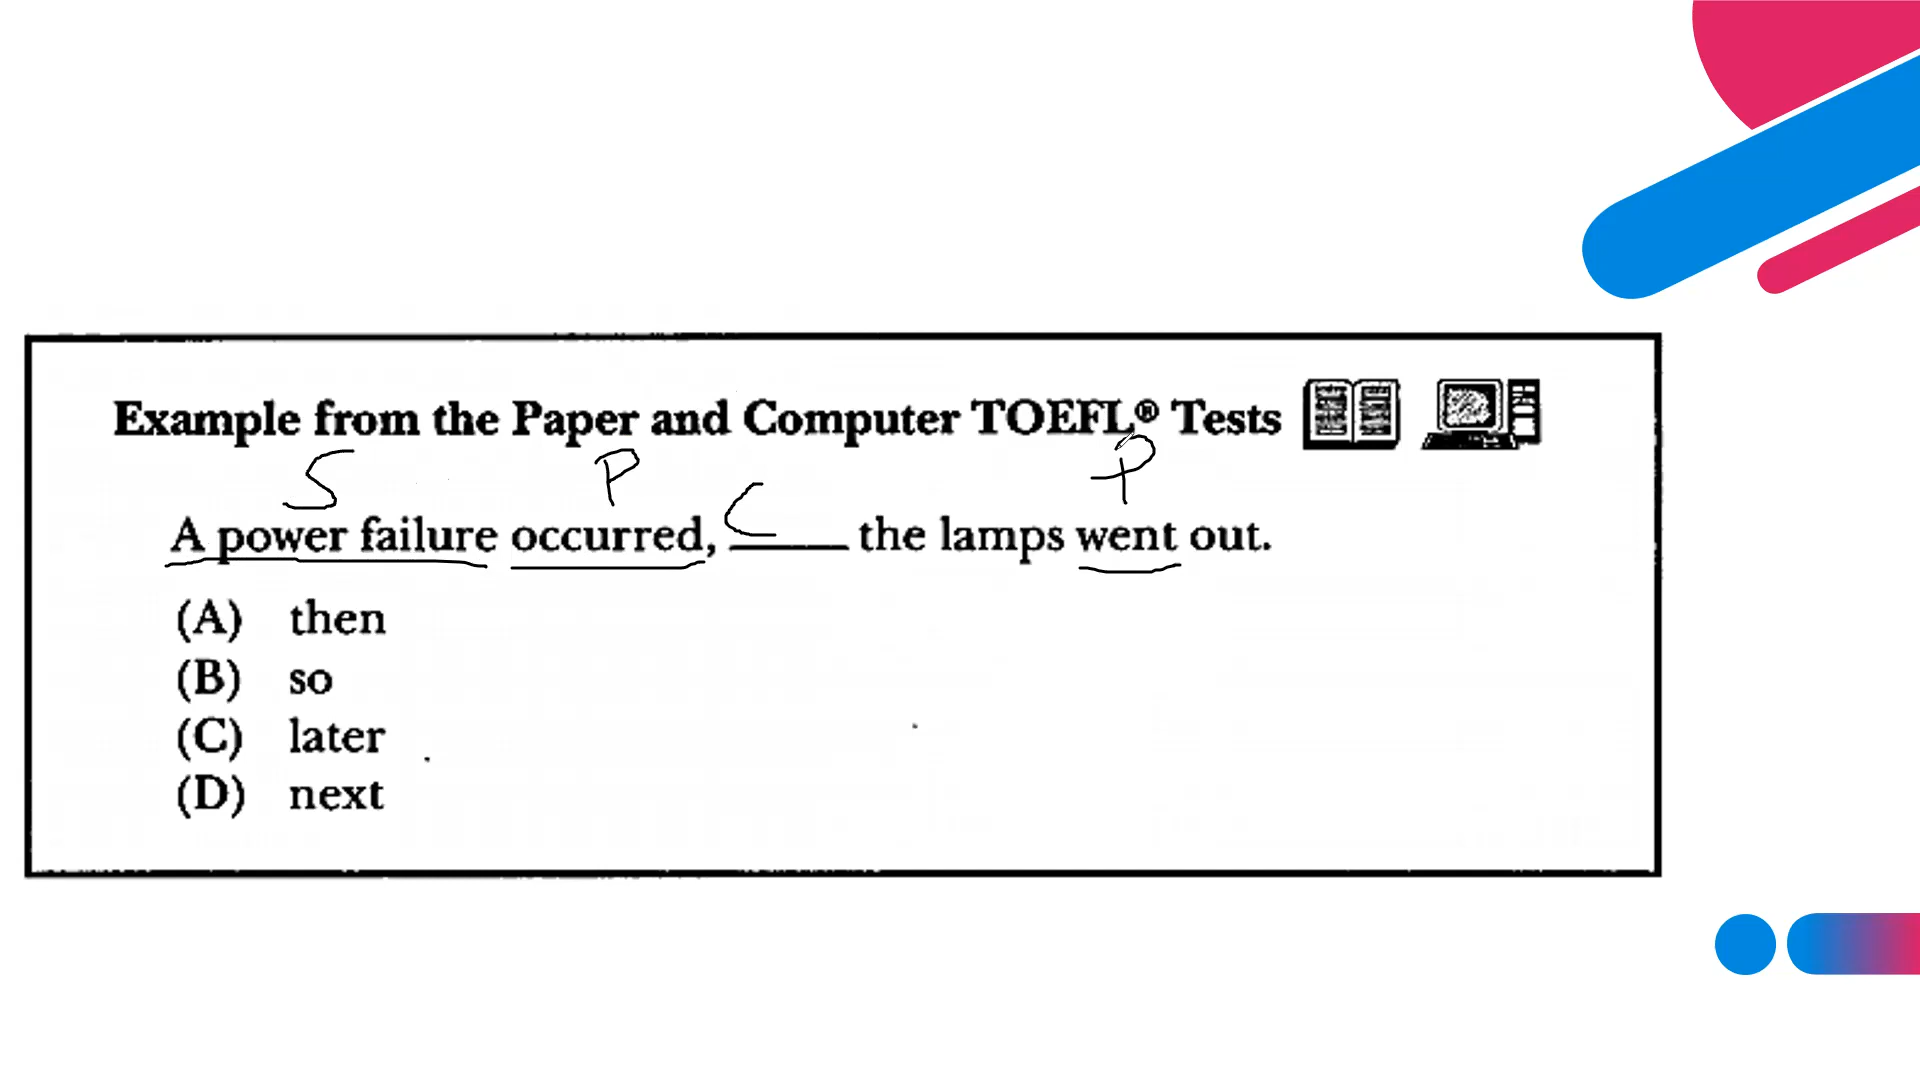 Example from the Paper and Computer TOEFL® Tests
S P C P
A power failure occurred, ______ the lamps went out.
(A) then
(B) so
(C) later
(D) next